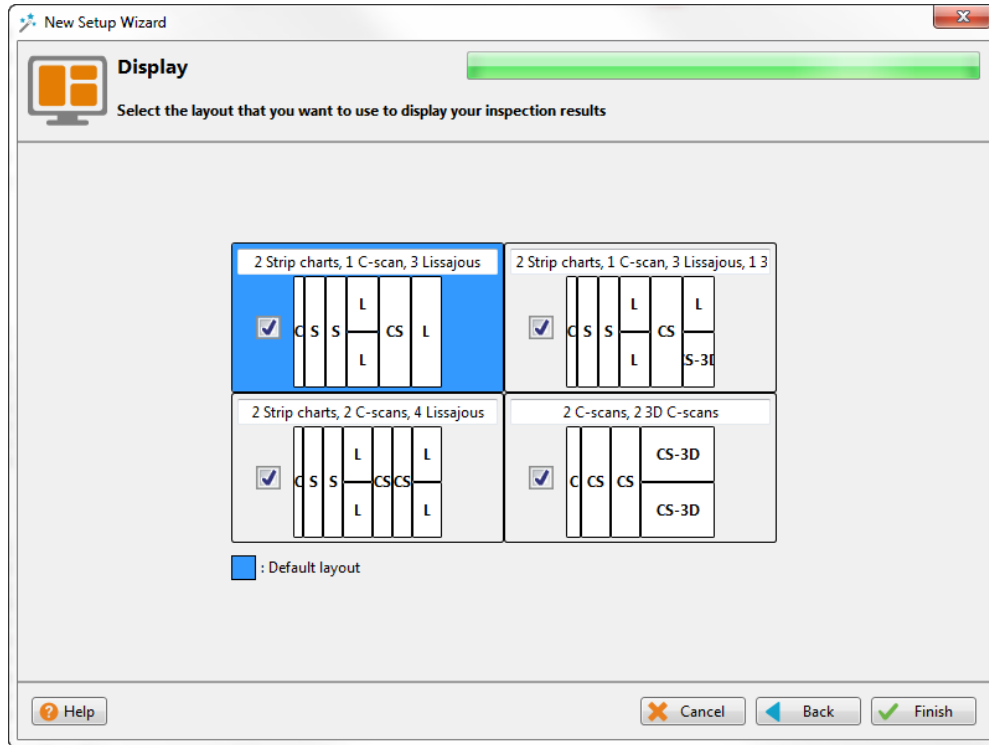 New Setup Wizard
Display
Select the layout that you want to use to display your inspection results
2 Strip charts, 1 C-scan, 3 Lissajous
C S S L L CS L
2 Strip charts, 1 C-scan, 3 Lissajous, 1 3
C S S L L CS L CS-3D
2 Strip charts, 2 C-scans, 4 Lissajous
C S S L L CS CS L L
2 C-scans, 2 3D C-scans
C CS CS CS-3D CS-3D
: Default layout
Help
Cancel
Back
Finish